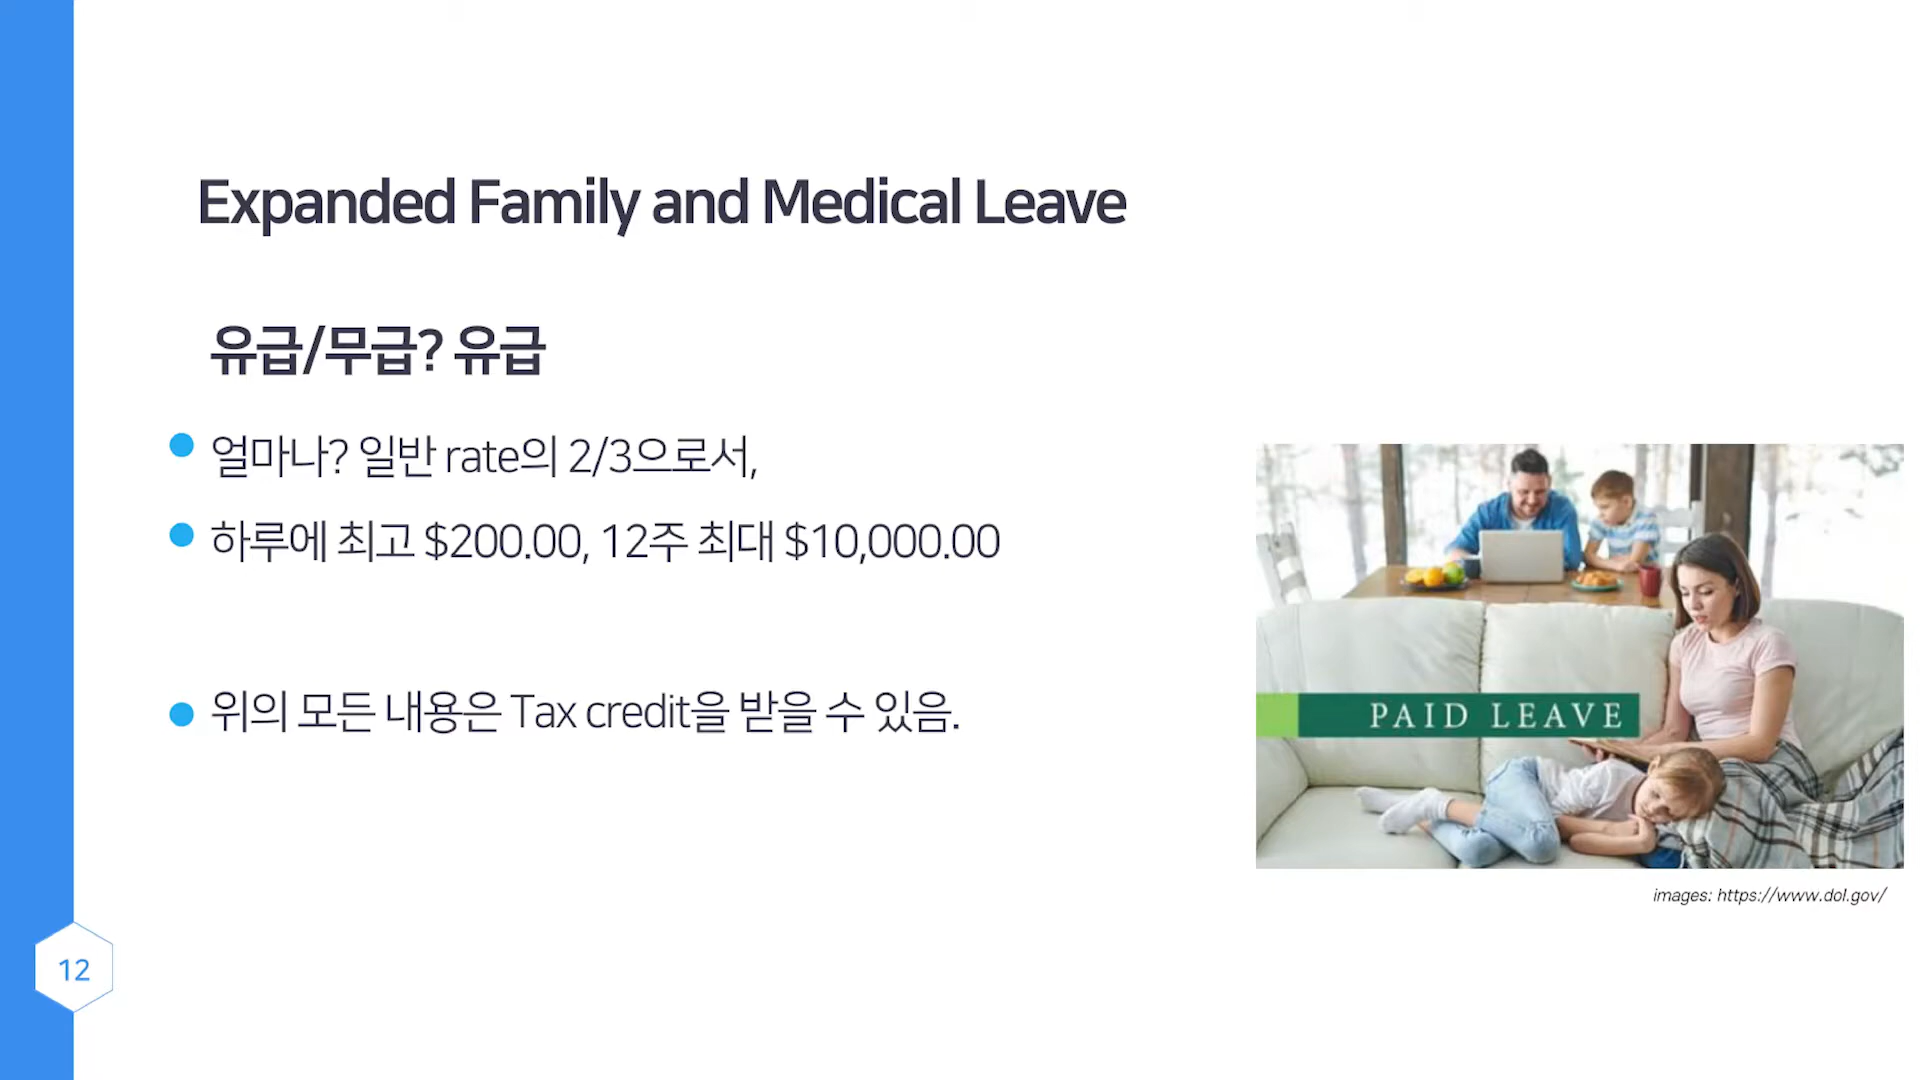 Expanded Family and Medical Leave
유급/무급? 유급
얼마나? 일반 rate의 2/3으로서,
하루에 최고 $200.00, 12주 최대 $10,000.00
위의 모든 내용은 Tax credit을 받을 수 있음.
PAID LEAVE
images: https://www.dol.gov/
12